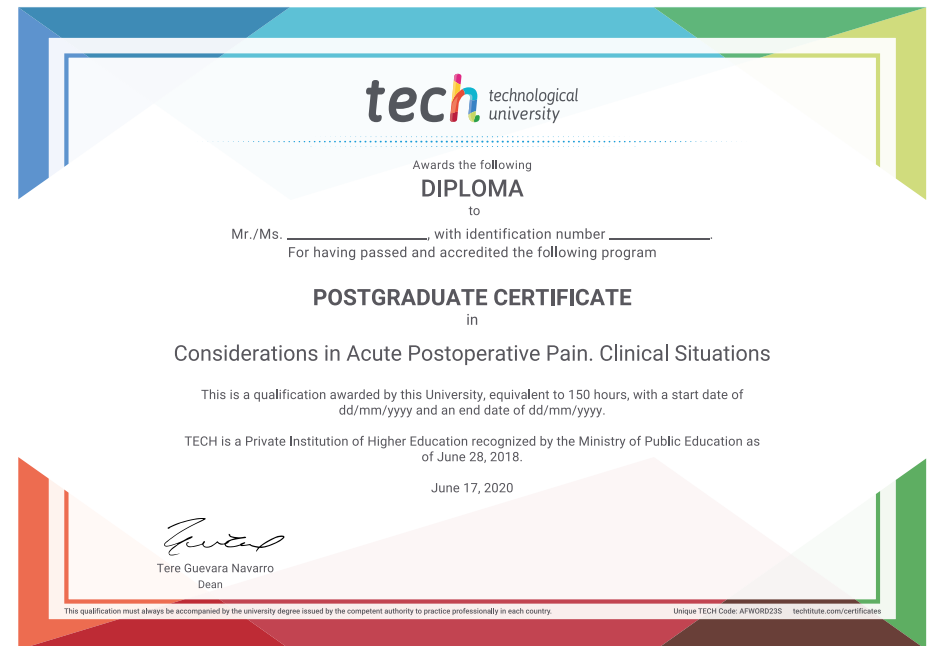 tech technological
university
Awards the following
DIPLOMA
to
Mr./Ms. ____________________, with identification number ______________.
For having passed and accredited the following program
POSTGRADUATE CERTIFICATE
in
Considerations in Acute Postoperative Pain. Clinical Situations
This is a qualification awarded by this University, equivalent to 150 hours, with a start date of
dd/mm/yyyy and an end date of dd/mm/yyyy.
TECH is a Private Institution of Higher Education recognized by the Ministry of Public Education as
of June 28, 2018.
June 17, 2020
Tere Guevara Navarro
Dean
This qualification must always be accompanied by the university degree issued by the competent authority to practice professionally in each country. Unique TECH Code: AFWORD23S techtitute.com/certificates